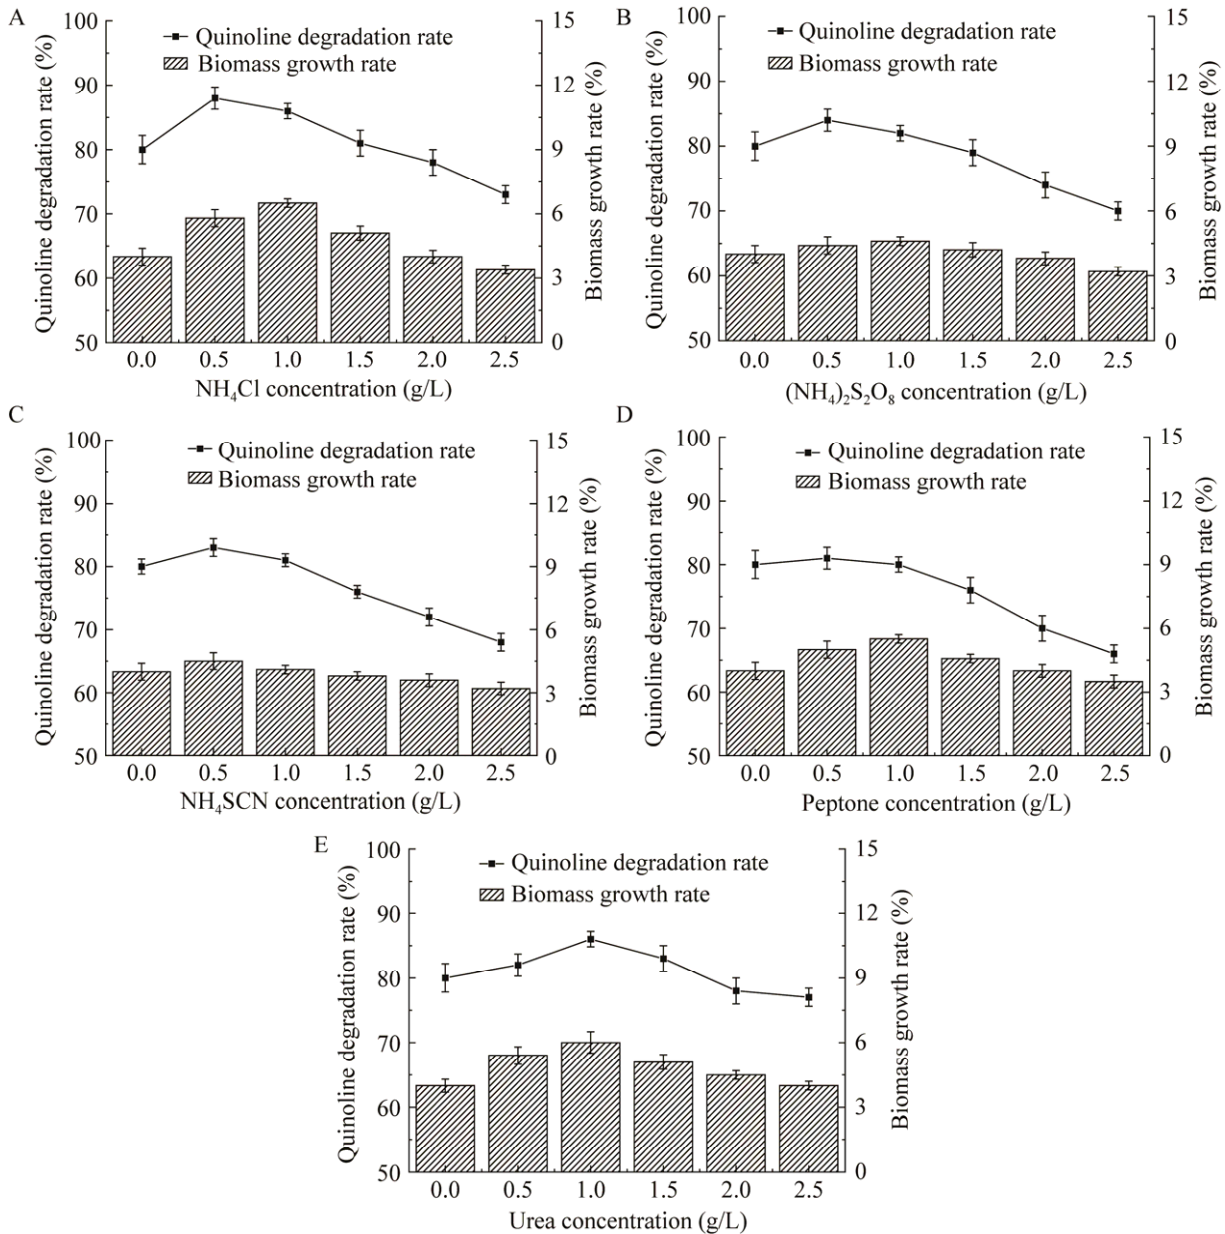 A
Quinoline degradation rate
Biomass growth rate
Quinoline degradation rate (%)
100
90
80
70
60
50
15
12
9
6
3
0
Biomass growth rate (%)
0.0 0.5 1.0 1.5 2.0 2.5
NH₄Cl concentration (g/L)
B
Quinoline degradation rate
Biomass growth rate
Quinoline degradation rate (%)
100
90
80
70
60
50
15
12
9
6
3
0
Biomass growth rate (%)
0.0 0.5 1.0 1.5 2.0 2.5
(NH₄)₂S₂O₈ concentration (g/L)
C
Quinoline degradation rate
Biomass growth rate
Quinoline degradation rate (%)
100
90
80
70
60
50
15
12
9
6
3
0
Biomass growth rate (%)
0.0 0.5 1.0 1.5 2.0 2.5
NH₄SCN concentration (g/L)
D
Quinoline degradation rate
Biomass growth rate
Quinoline degradation rate (%)
100
90
80
70
60
50
15
12
9
6
3
0
Biomass growth rate (%)
0.0 0.5 1.0 1.5 2.0 2.5
Peptone concentration (g/L)
E
Quinoline degradation rate
Biomass growth rate
Quinoline degradation rate (%)
100
90
80
70
60
50
15
12
9
6
3
0
Biomass growth rate (%)
0.0 0.5 1.0 1.5 2.0 2.5
Urea concentration (g/L)